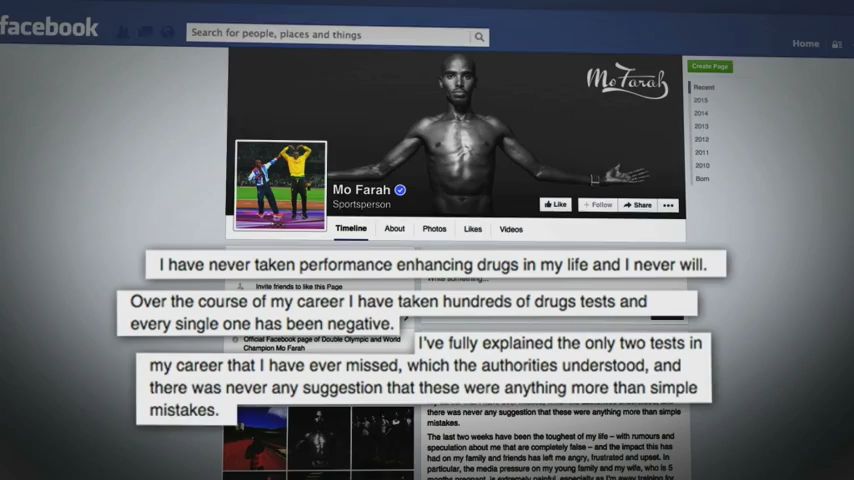 facebook
Search for people, places and things
Home
Mo Farah
Create Page
Recent
2015
2014
2013
2012
2011
2010
Born
Mo Farah
Sportsperson
Like
+ Follow
Share
Timeline
About
Photos
Likes
Videos
I have never taken performance enhancing drugs in my life and I never will.
Invite friends to like this Page
Over the course of my career I have taken hundreds of drugs tests and
every single one has been negative.
Official Facebook page of Double Olympic and World
Champion Mo Farah
I've fully explained the only two tests in
my career that I have ever missed, which the authorities understood, and
there was never any suggestion that these were anything more than simple
mistakes.
there was never any suggestion that these were anything more than simple
mistakes.
The last two weeks have been the toughest of my life – with rumours and
speculation about me that are completely false – and the impact this has
had on my family and friends has left me angry, frustrated and upset. In
particular, the media pressure on my young family and my wife, who is 5
months pregnant, is extremely painful, especially as I'm away training for